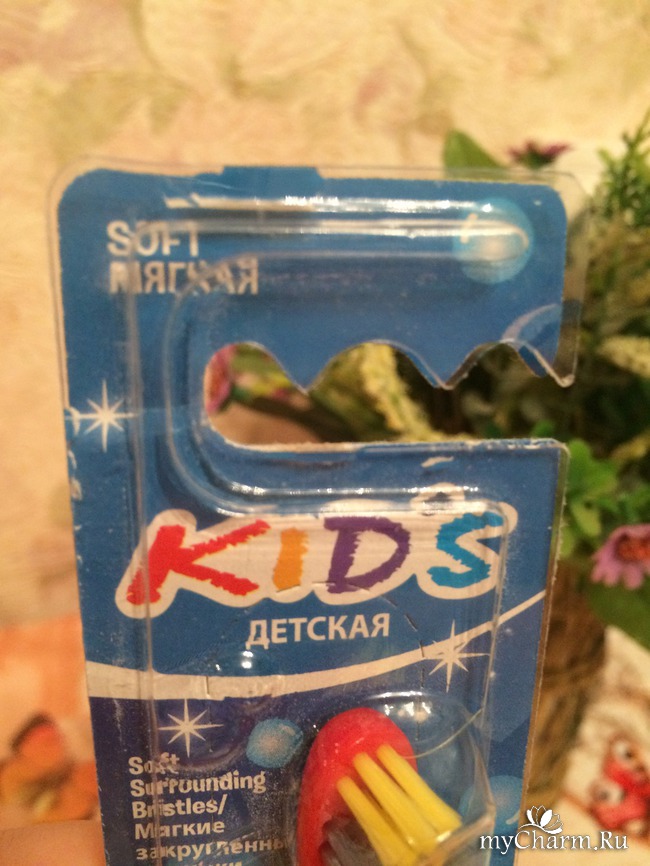 SOFT
МЯГКАЯ
KIDS
ДЕТСКАЯ
Soft
Surrounding
Bristles/
Мягкие
myCharm.Ru